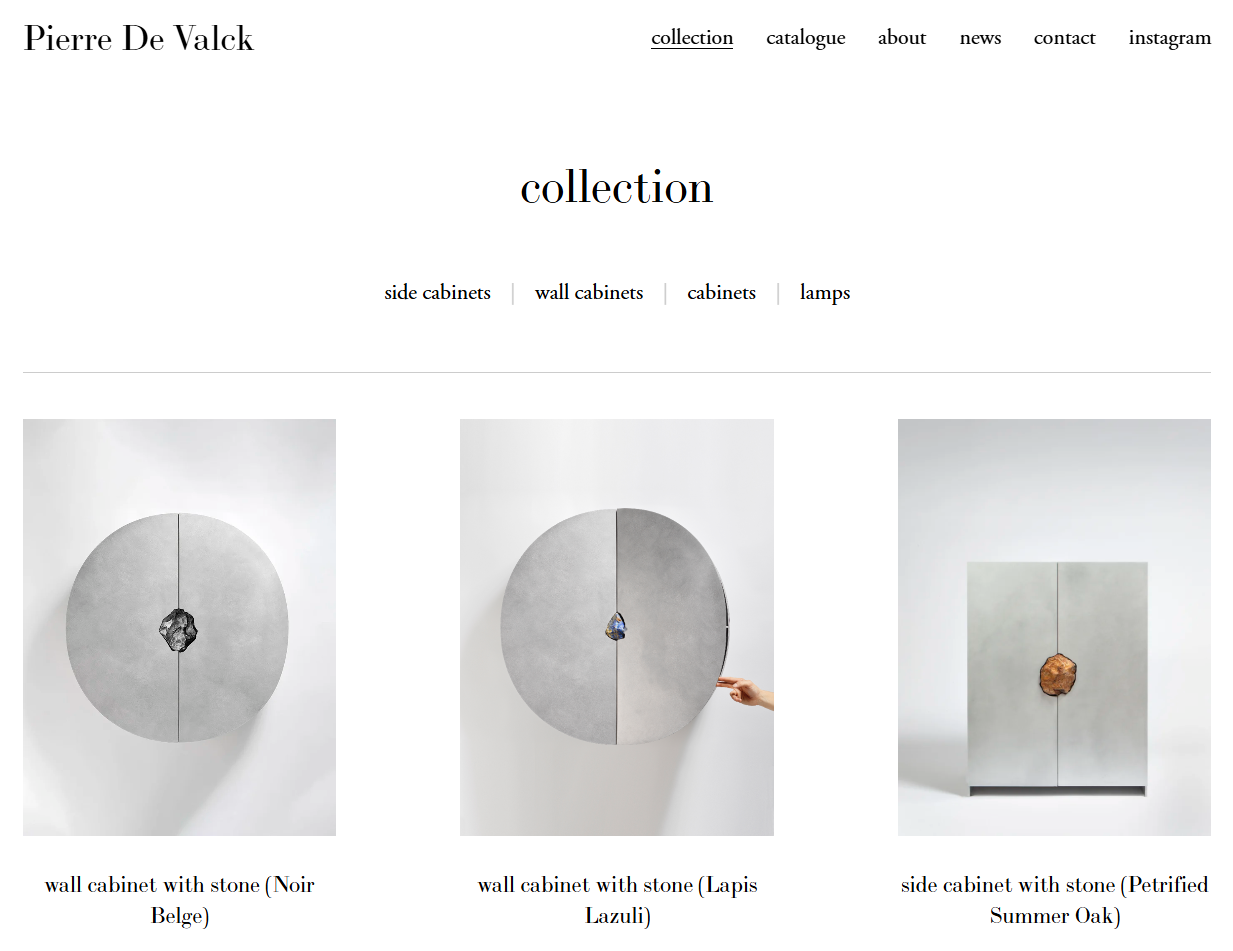 Pierre De Valck
collection catalogue about news contact instagram
collection
side cabinets | wall cabinets | cabinets | lamps
wall cabinet with stone (Noir
Belge)
wall cabinet with stone (Lapis
Lazuli)
side cabinet with stone (Petrified
Summer Oak)